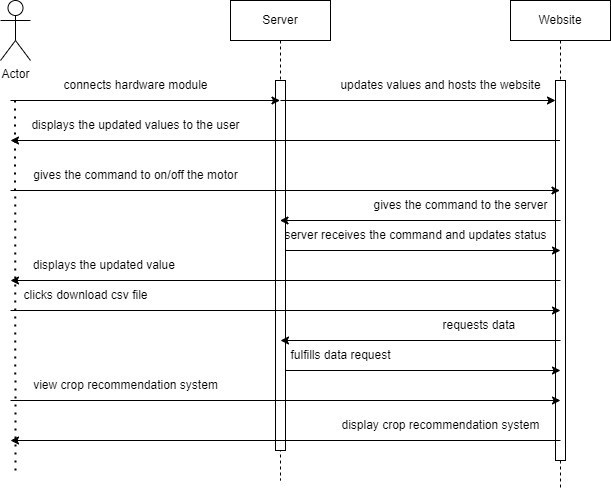 Server
Website
Actor
connects hardware module
updates values and hosts the website
displays the updated values to the user
gives the command to on/off the motor
gives the command to the server
server receives the command and updates status
displays the updated value
clicks download csv file
requests data
fulfills data request
view crop recommendation system
display crop recommendation system